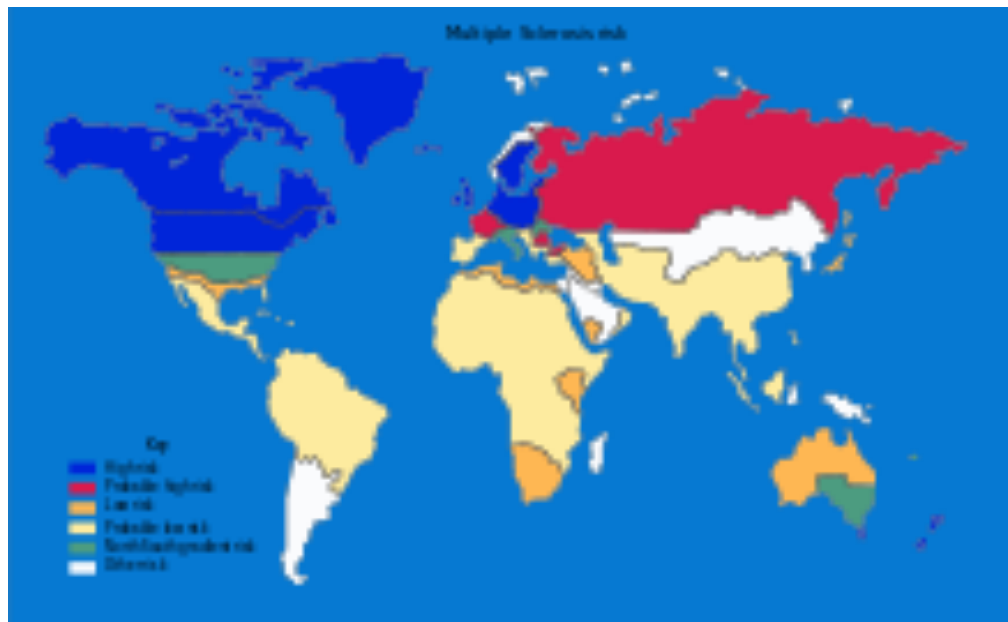 Multiple Sclerosis risk
Key
High risk
Probable high risk
Low risk
Probable low risk
North/South gradient risk
Other risk